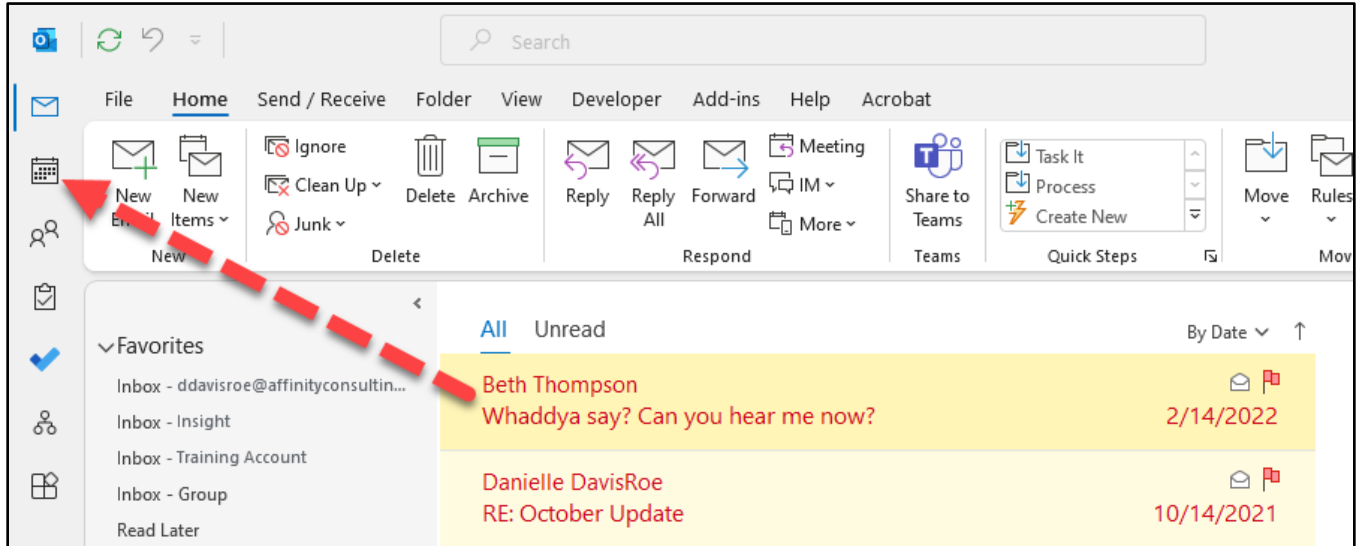 Search
File Home Send / Receive Folder View Developer Add-ins Help Acrobat
New Email
New Items
Ignore
Clean Up
Junk
Delete
Archive
Reply
Reply All
Forward
Meeting
IM
More
Share to Teams
Task It
Process
Create New
Move
Rules
New Delete Respond Teams Quick Steps Mov
Favorites
Inbox - ddavisroe@affinityconsultin...
Inbox - Insight
Inbox - Training Account
Inbox - Group
Read Later
All Unread By Date
Beth Thompson
Whaddya say? Can you hear me now? 2/14/2022
Danielle DavisRoe
RE: October Update 10/14/2021